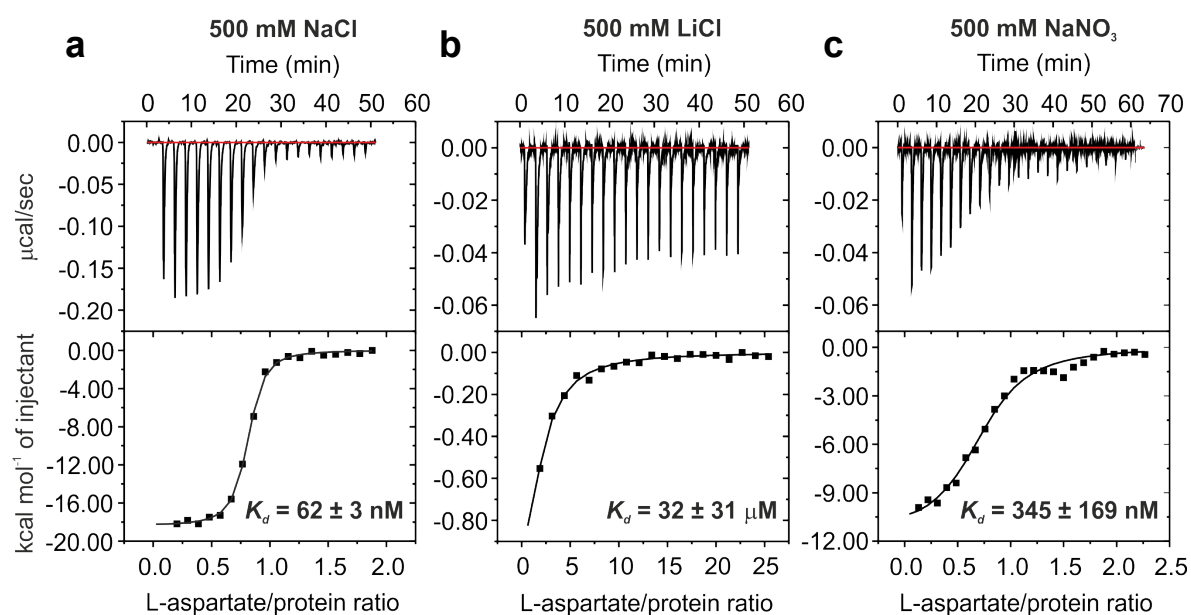 a
500 mM NaCl
Time (min)
0 10 20 30 40 50 60
0.00
-0.05
-0.10
-0.15
-0.20
µcal/sec
0.00
-4.00
-8.00
-12.00
-16.00
-20.00
kcal mol⁻¹ of injectant
K_d = 62 ± 3 nM
0.0 0.5 1.0 1.5 2.0
L-aspartate/protein ratio
b
500 mM LiCl
Time (min)
0 10 20 30 40 50 60
0.00
-0.02
-0.04
-0.06
0.00
-0.20
-0.40
-0.60
-0.80
K_d = 32 ± 31 µM
0 5 10 15 20 25
L-aspartate/protein ratio
c
500 mM NaNO₃
Time (min)
0 10 20 30 40 50 60 70
0.00
-0.02
-0.04
-0.06
0.00
-3.00
-6.00
-9.00
-12.00
K_d = 345 ± 169 nM
0.0 0.5 1.0 1.5 2.0 2.5
L-aspartate/protein ratio